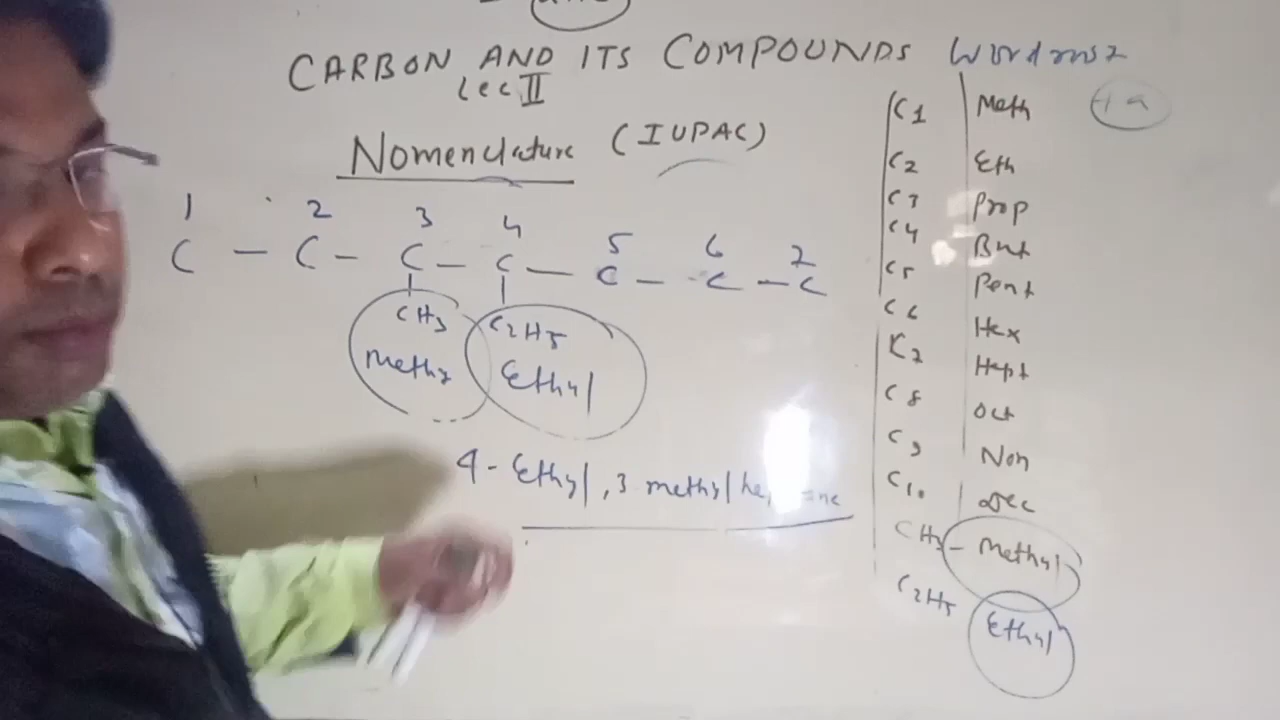 CARBON AND ITS COMPOUNDS
Lec II
Nomenclature (IUPAC)
1 2 3 4 5 6 7
C - C - C - C - C - C - C
CH3 C2H5
Methy Ethyl
4 - Ethyl, 3 methyl
C1 Meth
C2 Eth
C3 Prop
C4 But
C5 Pent
C6 Hex
C7 Hept
C8 Oct
C9 Non
C10 Dec
CH3 - Methyl
C2H5 Ethyl